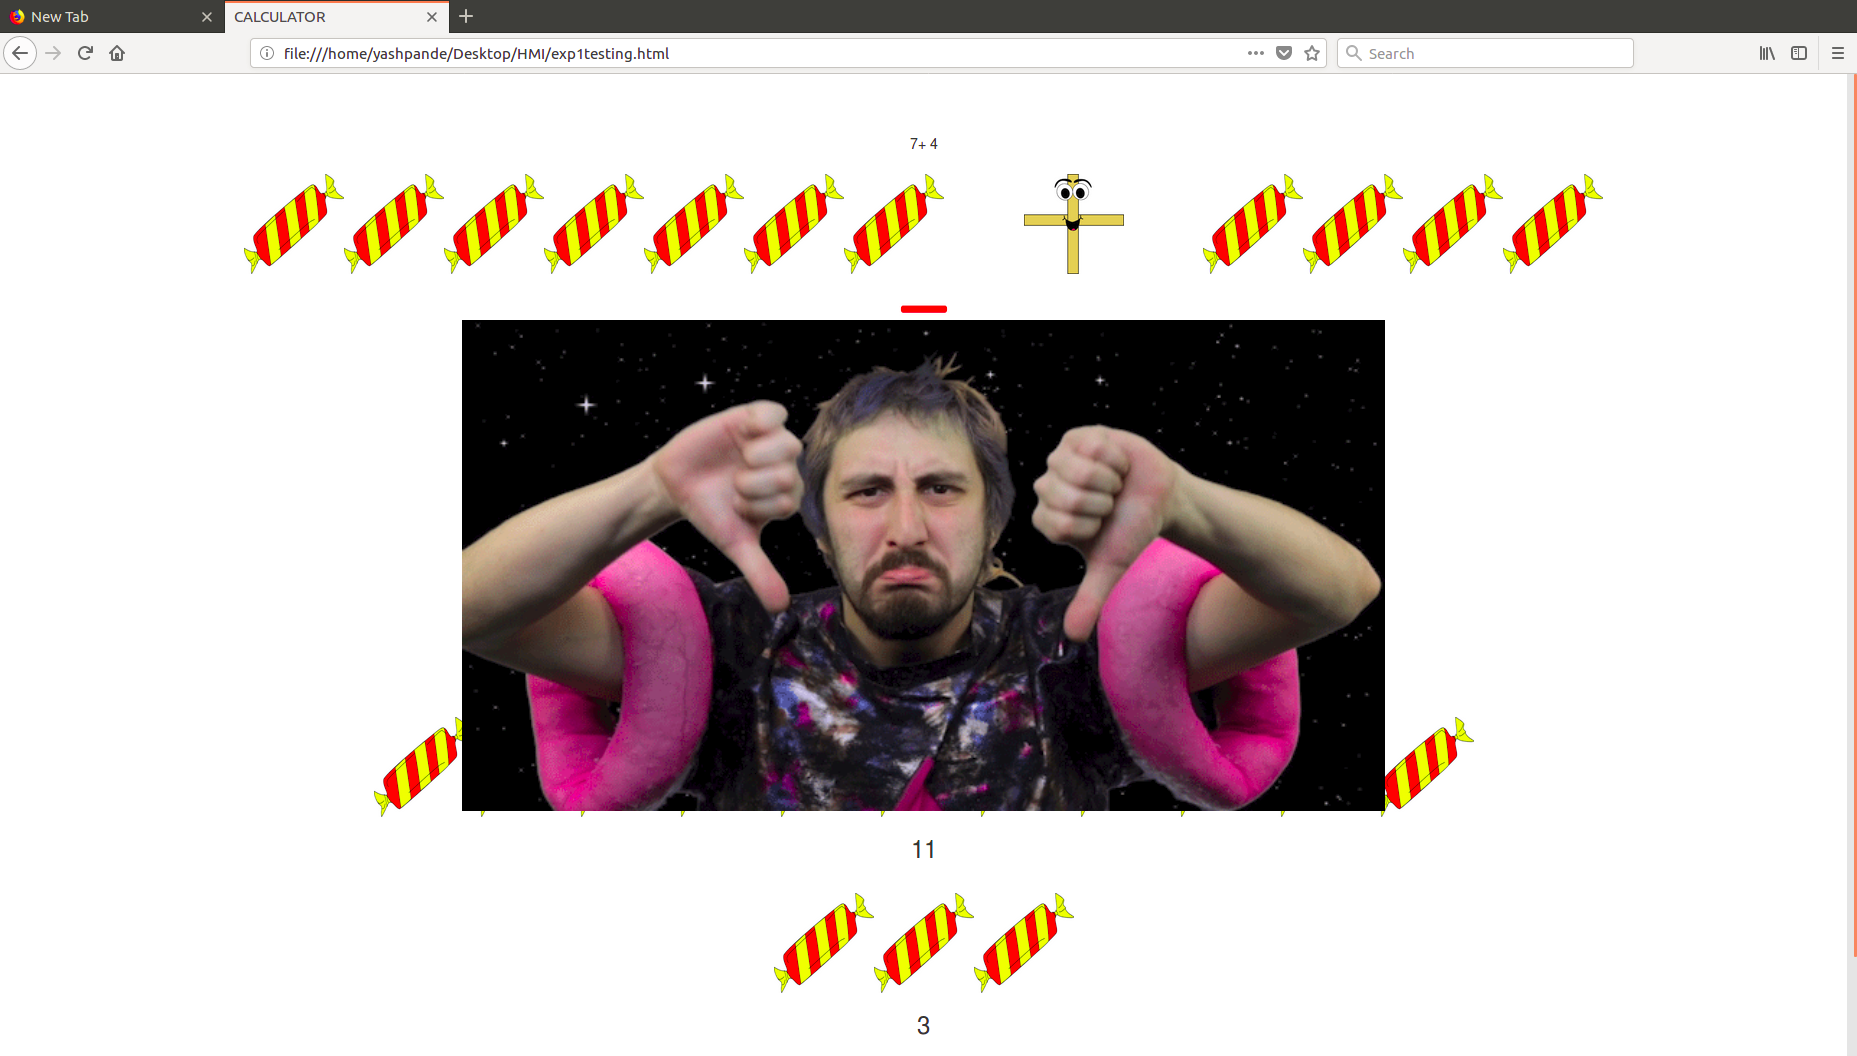 New Tab
CALCULATOR
file:///home/yashpande/Desktop/HMI/exp1testing.html
Search
7+ 4
11
3